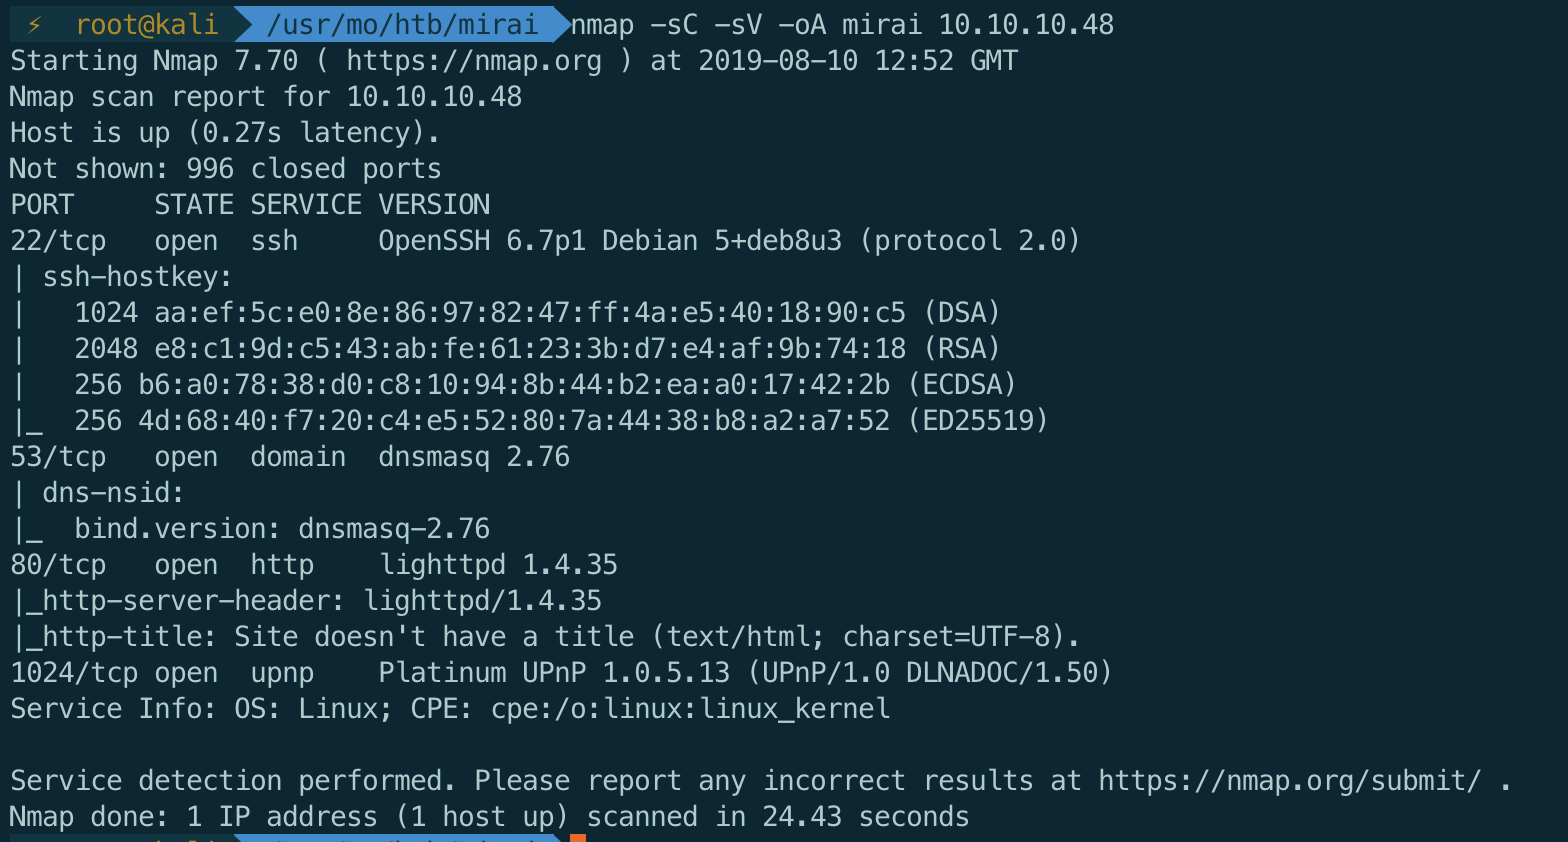 ⚡ root@kali /usr/mo/htb/mirai nmap -sC -sV -oA mirai 10.10.10.48
Starting Nmap 7.70 ( https://nmap.org ) at 2019-08-10 12:52 GMT
Nmap scan report for 10.10.10.48
Host is up (0.27s latency).
Not shown: 996 closed ports
PORT     STATE SERVICE VERSION
22/tcp   open  ssh     OpenSSH 6.7p1 Debian 5+deb8u3 (protocol 2.0)
| ssh-hostkey:
|   1024 aa:ef:5c:e0:8e:86:97:82:47:ff:4a:e5:40:18:90:c5 (DSA)
|   2048 e8:c1:9d:c5:43:ab:fe:61:23:3b:d7:e4:af:9b:74:18 (RSA)
|   256 b6:a0:78:38:d0:c8:10:94:8b:44:b2:ea:a0:17:42:2b (ECDSA)
|_  256 4d:68:40:f7:20:c4:e5:52:80:7a:44:38:b8:a2:a7:52 (ED25519)
53/tcp   open  domain  dnsmasq 2.76
| dns-nsid:
|_  bind.version: dnsmasq-2.76
80/tcp   open  http    lighttpd 1.4.35
|_http-server-header: lighttpd/1.4.35
|_http-title: Site doesn't have a title (text/html; charset=UTF-8).
1024/tcp open  upnp    Platinum UPnP 1.0.5.13 (UPnP/1.0 DLNADOC/1.50)
Service Info: OS: Linux; CPE: cpe:/o:linux:linux_kernel
Service detection performed. Please report any incorrect results at https://nmap.org/submit/ .
Nmap done: 1 IP address (1 host up) scanned in 24.43 seconds